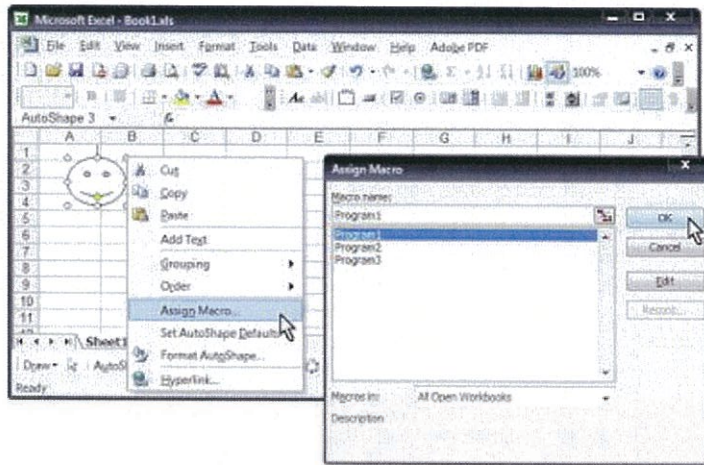 Microsoft Excel - Book1.xls
File Edit View Insert Format Tools Data Window Help Adobe PDF
100%
AutoShape 3
A B C D E F G H I J
1
2
3
4
5
6
7
8
9
10
11
Cut
Copy
Paste
Add Text
Grouping
Order
Assign Macro...
Set AutoShape Defaults
Format AutoShape...
Hyperlink...
Sheet1
Draw AutoS
Ready
Assign Macro
Macro name:
Program1
Program1
Program2
Program3
OK
Cancel
Edit
Record...
Macros in: All Open Workbooks
Description